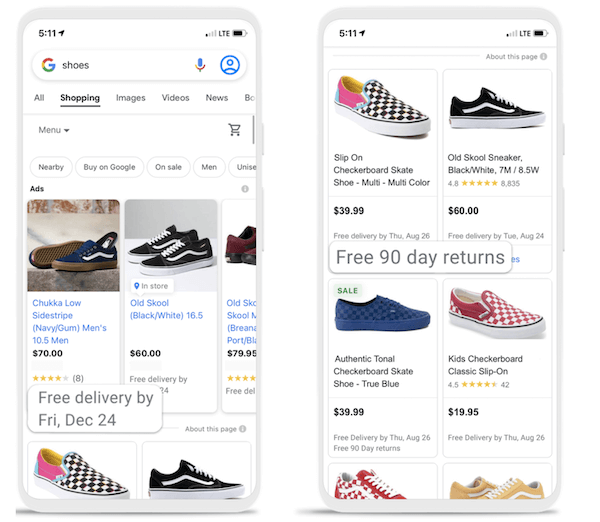 5:11
LTE
shoes
All Shopping Images Videos News
Menu
Nearby Buy on Google On sale Men Unise
Ads
In store
Chukka Low
Sidestripe
(Navy/Gum) Men's
10.5 Men
$70.00
(8)
Old Skool
(Black/White) 16.5
$60.00
Free delivery by
Old Sko
Skool M
(Breana
Port/Bla
$79.95
Free del
Free delivery by
Fri, Dec 24
About this page
5:11
LTE
About this page
Slip On
Checkerboard Skate
Shoe - Multi - Multi Color
$39.99
Free delivery by Thu, Aug 26
Old Skool Sneaker,
Black/White, 7M / 8.5W
4.8 8,835
$60.00
Free delivery by Tue, Aug 24
Free 90 day returns
SALE
Authentic Tonal
Checkerboard Skate
Shoe - True Blue
$39.99
Free Delivery by Thu, Aug 26
Free 90 Day returns
Kids Checkerboard
Classic Slip-On
4.5 42
$19.95
Free Delivery by Thu, Aug 26